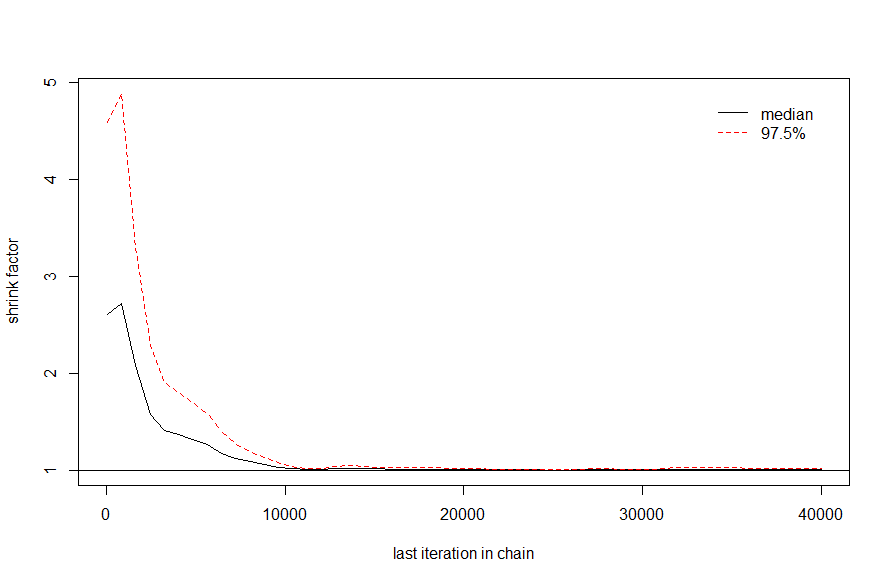 median
97.5%
5
4
3
2
1
shrink factor
0 10000 20000 30000 40000
last iteration in chain